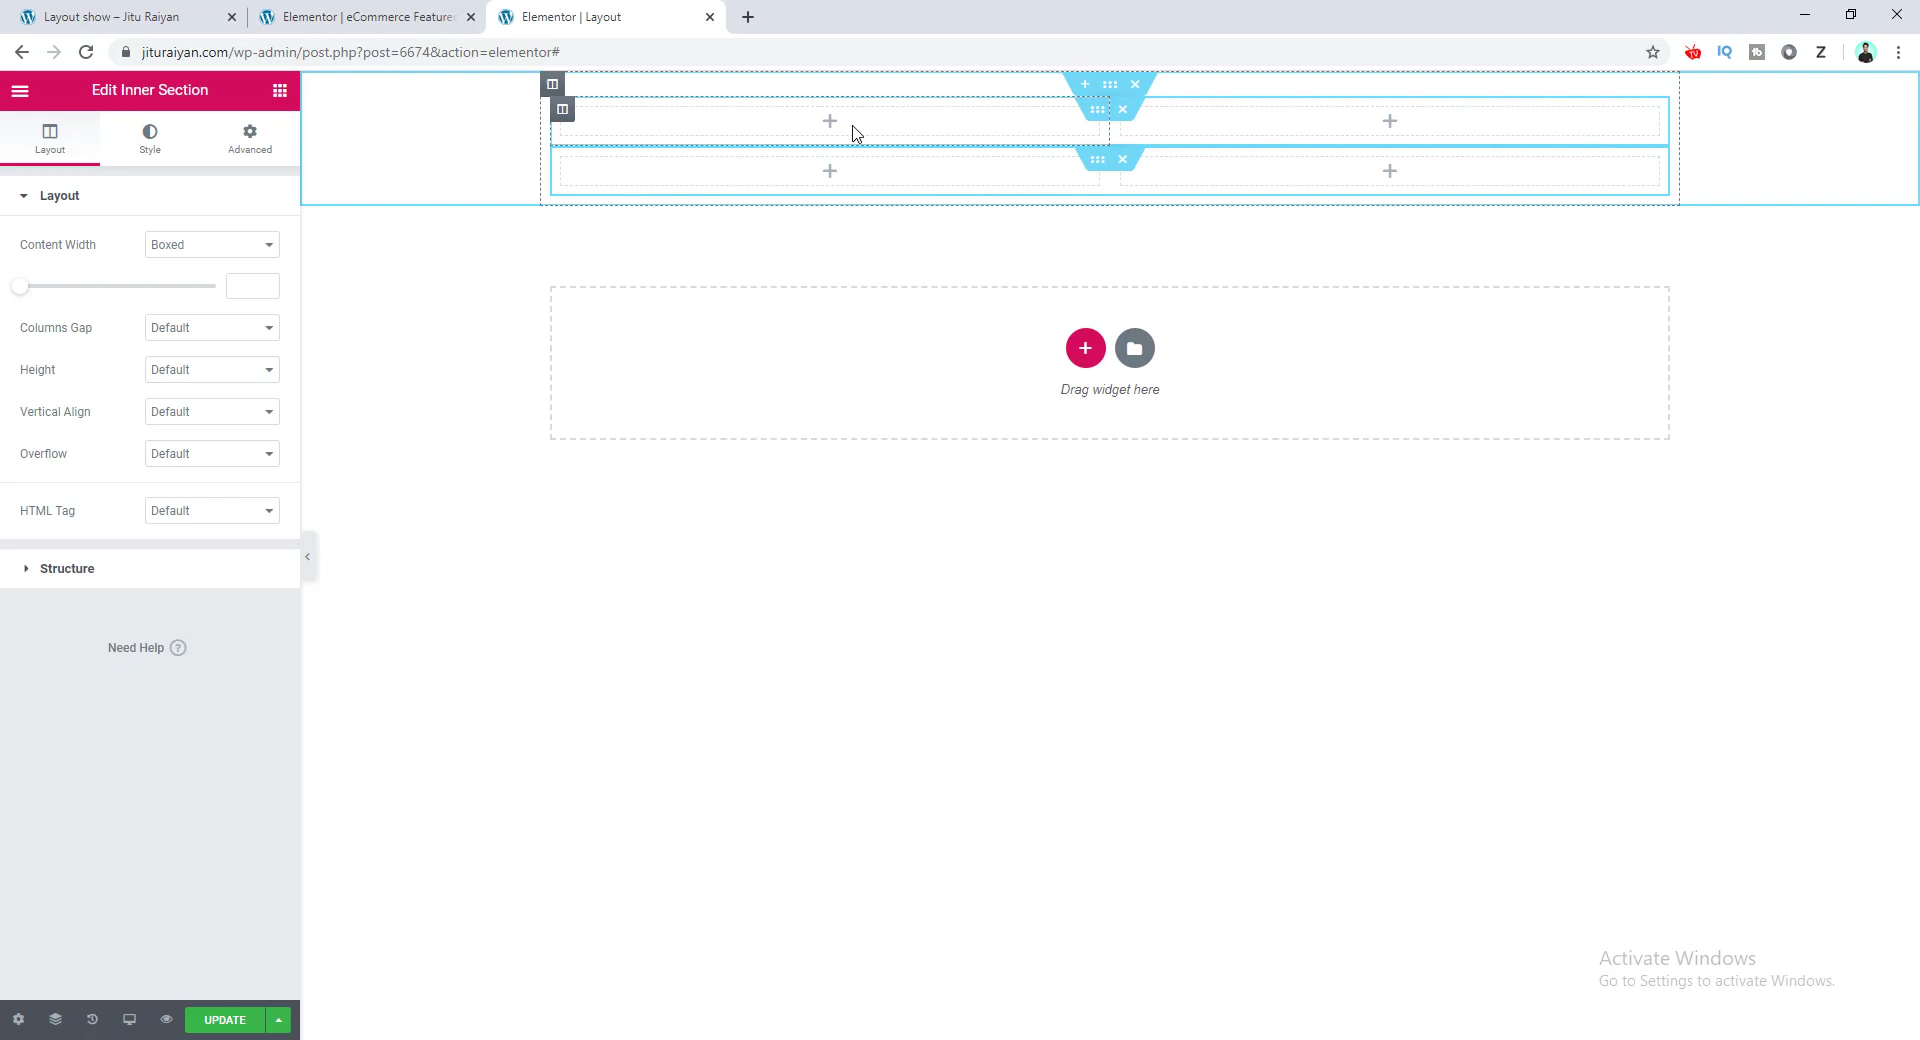 Layout show – Jitu Raiyan
Elementor | eCommerce Feature
Elementor | Layout
jituraiyan.com/wp-admin/post.php?post=6674&action=elementor#
IQ
tb
Z
Edit Inner Section
Layout
Style
Advanced
Layout
Content Width
Boxed
Columns Gap
Default
Height
Default
Vertical Align
Default
Overflow
Default
HTML Tag
Default
Structure
Need Help ?
UPDATE
Drag widget here
Activate Windows
Go to Settings to activate Windows.